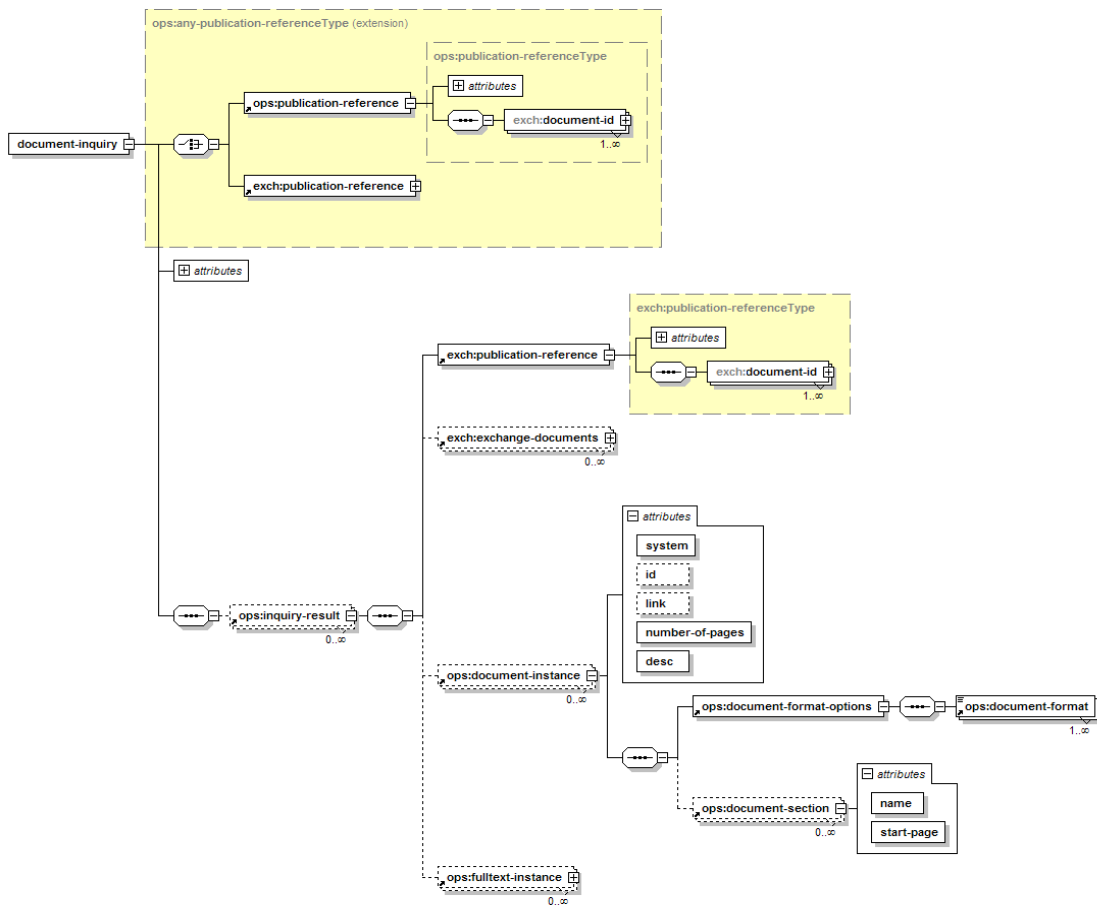 ops:any-publication-referenceType (extension)
ops:publication-referenceType
attributes
ops:publication-reference
exch:document-id
1..∞
document-inquiry
exch:publication-reference
attributes
exch:publication-referenceType
attributes
exch:publication-reference
exch:document-id
1..∞
exch:exchange-documents
0..∞
attributes
system
id
link
number-of-pages
desc
ops:inquiry-result
0..∞
ops:document-instance
0..∞
ops:document-format-options
ops:document-format
1..∞
attributes
name
start-page
ops:document-section
0..∞
ops:fulltext-instance
0..∞